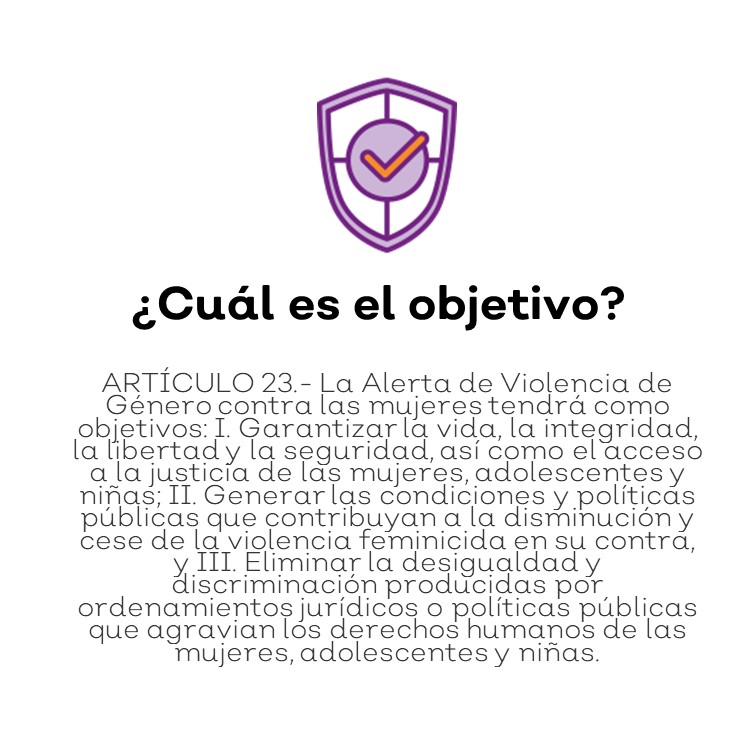 ¿Cuál es el objetivo?
ARTÍCULO 23.- La Alerta de Violencia de
Género contra las mujeres tendrá como
objetivos: I. Garantizar la vida, la integridad,
la libertad y la seguridad, así como el acceso
a la justicia de las mujeres, adolescentes y
niñas; II. Generar las condiciones y políticas
públicas que contribuyan a la disminución y
cese de la violencia feminicida en su contra,
y III. Eliminar la desigualdad y
discriminación producidas por
ordenamientos jurídicos o políticas públicas
que agravian los derechos humanos de las
mujeres, adolescentes y niñas.